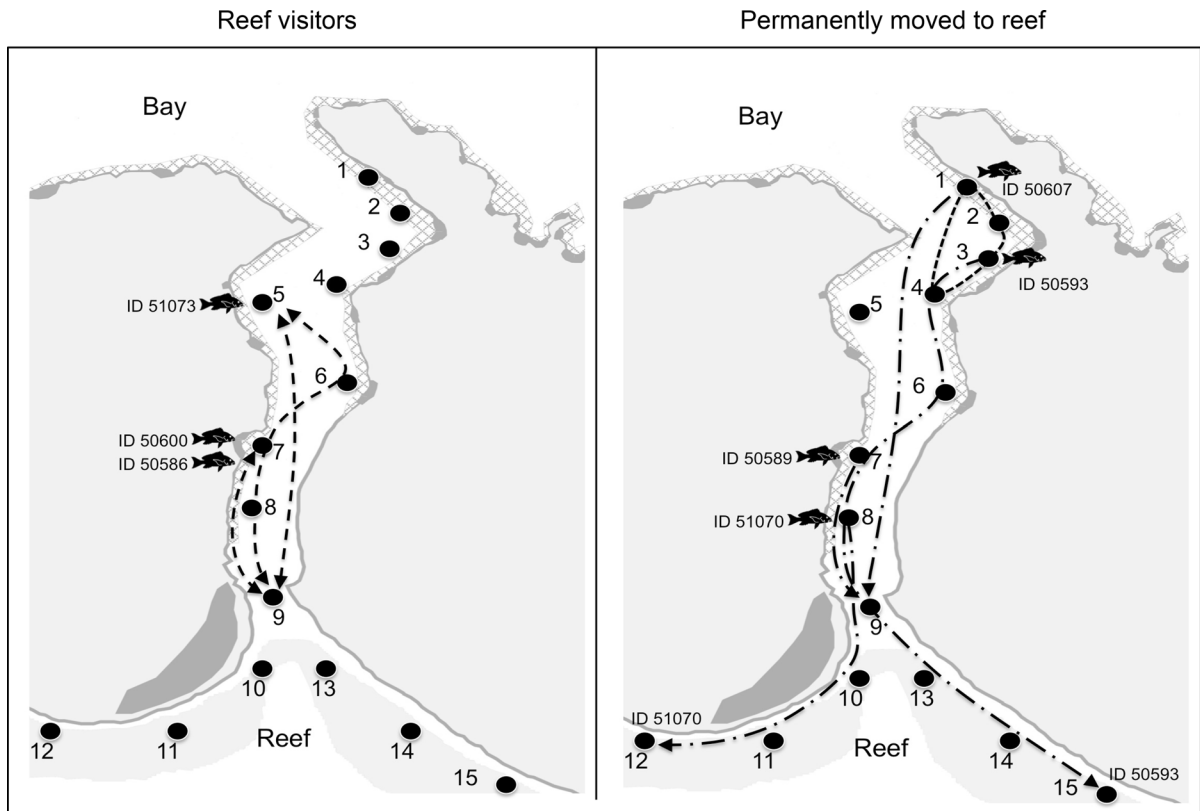 Reef visitors
Bay
1
2
3
4
5
ID 51073
6
ID 50600
7
ID 50586
8
9
10
13
12
11
Reef
14
15
Permanently moved to reef
Bay
1
ID 50607
2
3
ID 50593
4
5
6
ID 50589
7
ID 51070
8
9
10
13
ID 51070
12
11
Reef
14
15
ID 50593